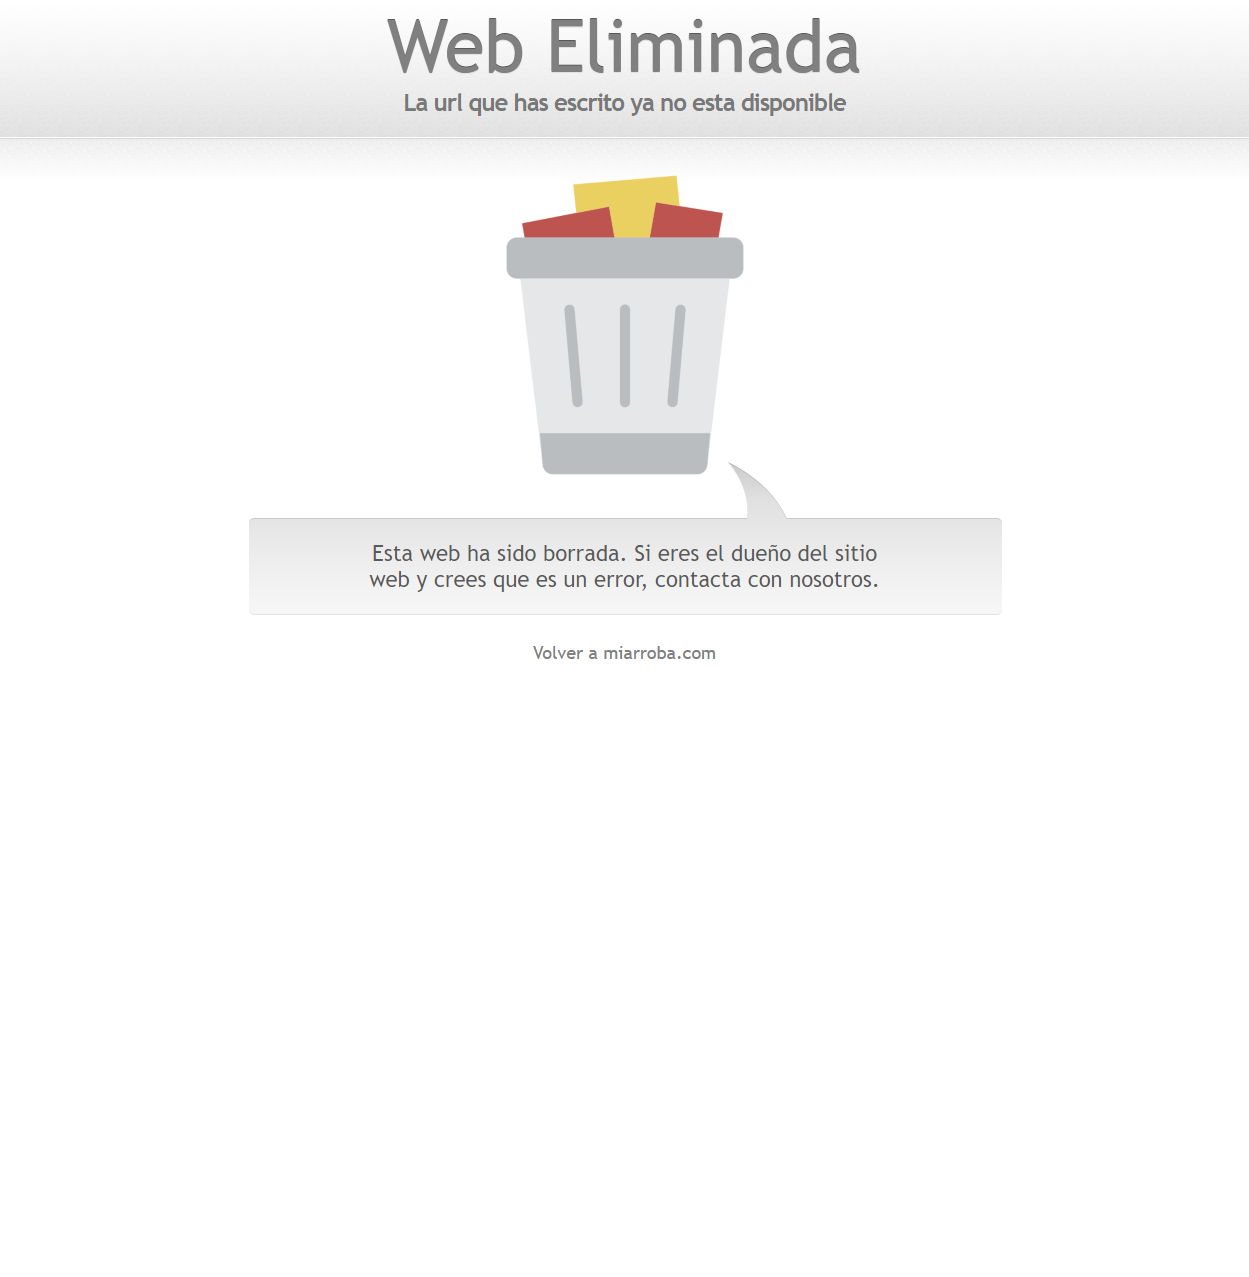 Web Eliminada
La url que has escrito ya no esta disponible
Esta web ha sido borrada. Si eres el dueño del sitio
web y crees que es un error, contacta con nosotros.
Volver a miarroba.com